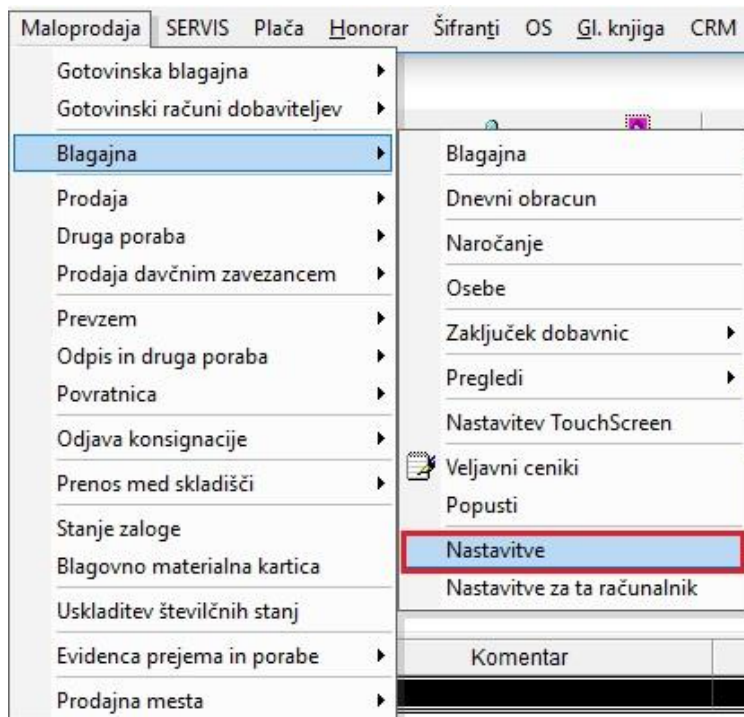 Maloprodaja SERVIS Plača Honorar Šifranti OS Gl. knjiga CRM
Gotovinska blagajna
Gotovinski računi dobaviteljev
Blagajna
Prodaja
Druga poraba
Prodaja davčnim zavezancem
Prevzem
Odpis in druga poraba
Povratnica
Odjava konsignacije
Prenos med skladišči
Stanje zaloge
Blagovno materialna kartica
Uskladitev številčnih stanj
Evidenca prejema in porabe
Prodajna mesta
Blagajna
Dnevni obracun
Naročanje
Osebe
Zaključek dobavnic
Pregledi
Nastavitev TouchScreen
Veljavni ceniki
Popusti
Nastavitve
Nastavitve za ta računalnik
Komentar